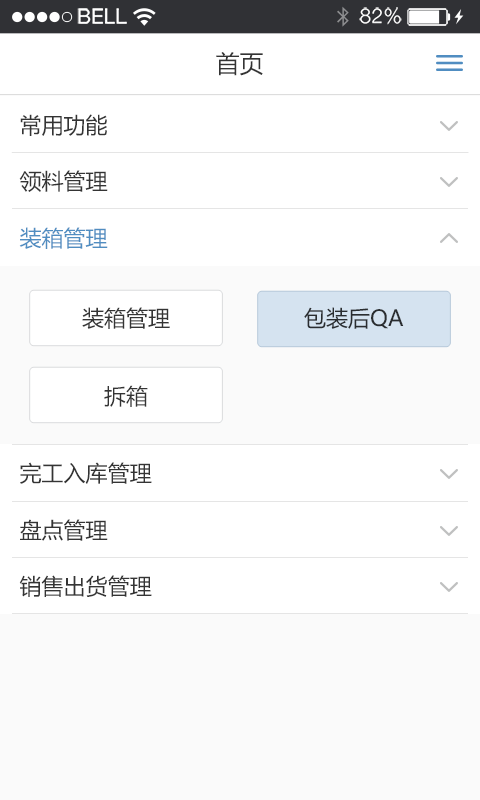 BELL 82%
首页
常用功能
领料管理
装箱管理
装箱管理 包装后QA
拆箱
完工入库管理
盘点管理
销售出货管理